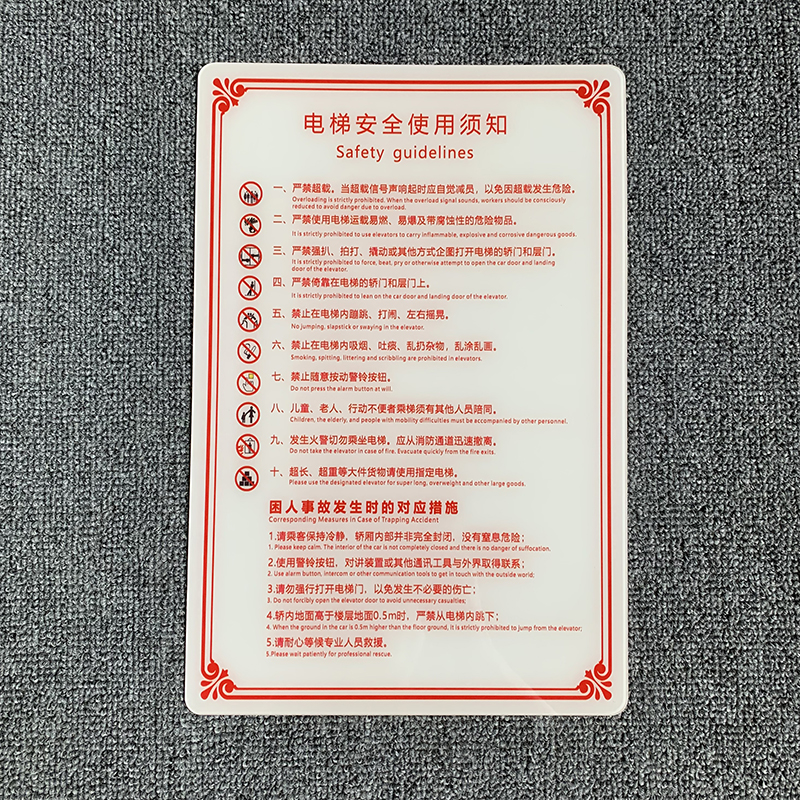 电梯安全使用须知
Safety guidelines
一、严禁超载。当超载信号声响起时应自觉减员，以免因超载发生危险。
Overloading is strictly prohibited. When the overload signal sounds, workers should be consciously
reduced to avoid danger due to overload.
二、严禁使用电梯运载易燃、易爆及带腐蚀性的危险物品。
It is strictly prohibited to use elevators to carry inflammable, explosive and corrosive dangerous goods.
三、严禁强扒、拍打、撬动或其他方式企图打开电梯的轿门和层门。
It is strictly prohibited to force, beat, pry or otherwise attempt to open the car door and landing
door of the elevator.
四、严禁倚靠在电梯的轿门和层门上。
It is strictly prohibited to lean on the car door and landing door of the elevator.
五、禁止在电梯内蹦跳、打闹、左右摇晃。
No jumping, slapstick or swaying in the elevator.
六、禁止在电梯内吸烟、吐痰、乱扔杂物，乱涂乱画。
Smoking, spitting, littering and scribbling are prohibited in elevators.
七、禁止随意按动警铃按钮。
Do not press the alarm button at will.
八、儿童、老人、行动不便者乘梯须有其他人员陪同。
Children, the elderly, and people with mobility difficulties must be accompanied by other personnel.
九、发生火警切勿乘坐电梯。应从消防通道迅速撤离。
Do not take the elevator in case of fire. Evacuate quickly from the fire exits.
十、超长、超重等大件货物请使用指定电梯。
Please use the designated elevator for super long, overweight and other large goods.
困人事故发生时的对应措施
Corresponding Measures in Case of Trapping Accident
1.请乘客保持冷静，轿厢内部并非完全封闭，没有窒息危险；
1. Please keep calm. The interior of the car is not completely closed and there is no danger of suffocation.
2.使用警铃按钮，对讲装置或其他通讯工具与外界取得联系；
2. Use alarm button, intercom or other communication tools to get in touch with the outside world;
3.请勿强行打开电梯门，以免发生不必要的伤亡；
3. Do not forcibly open the elevator door to avoid unnecessary casualties;
4.轿内地面高于楼层地面0.5m时，严禁从电梯内跳下；
4. When the ground in the car is 0.5m higher than the floor ground, it is strictly prohibited to jump from the elevator;
5.请耐心等候专业人员救援。
5.Please wait patiently for professional rescue.